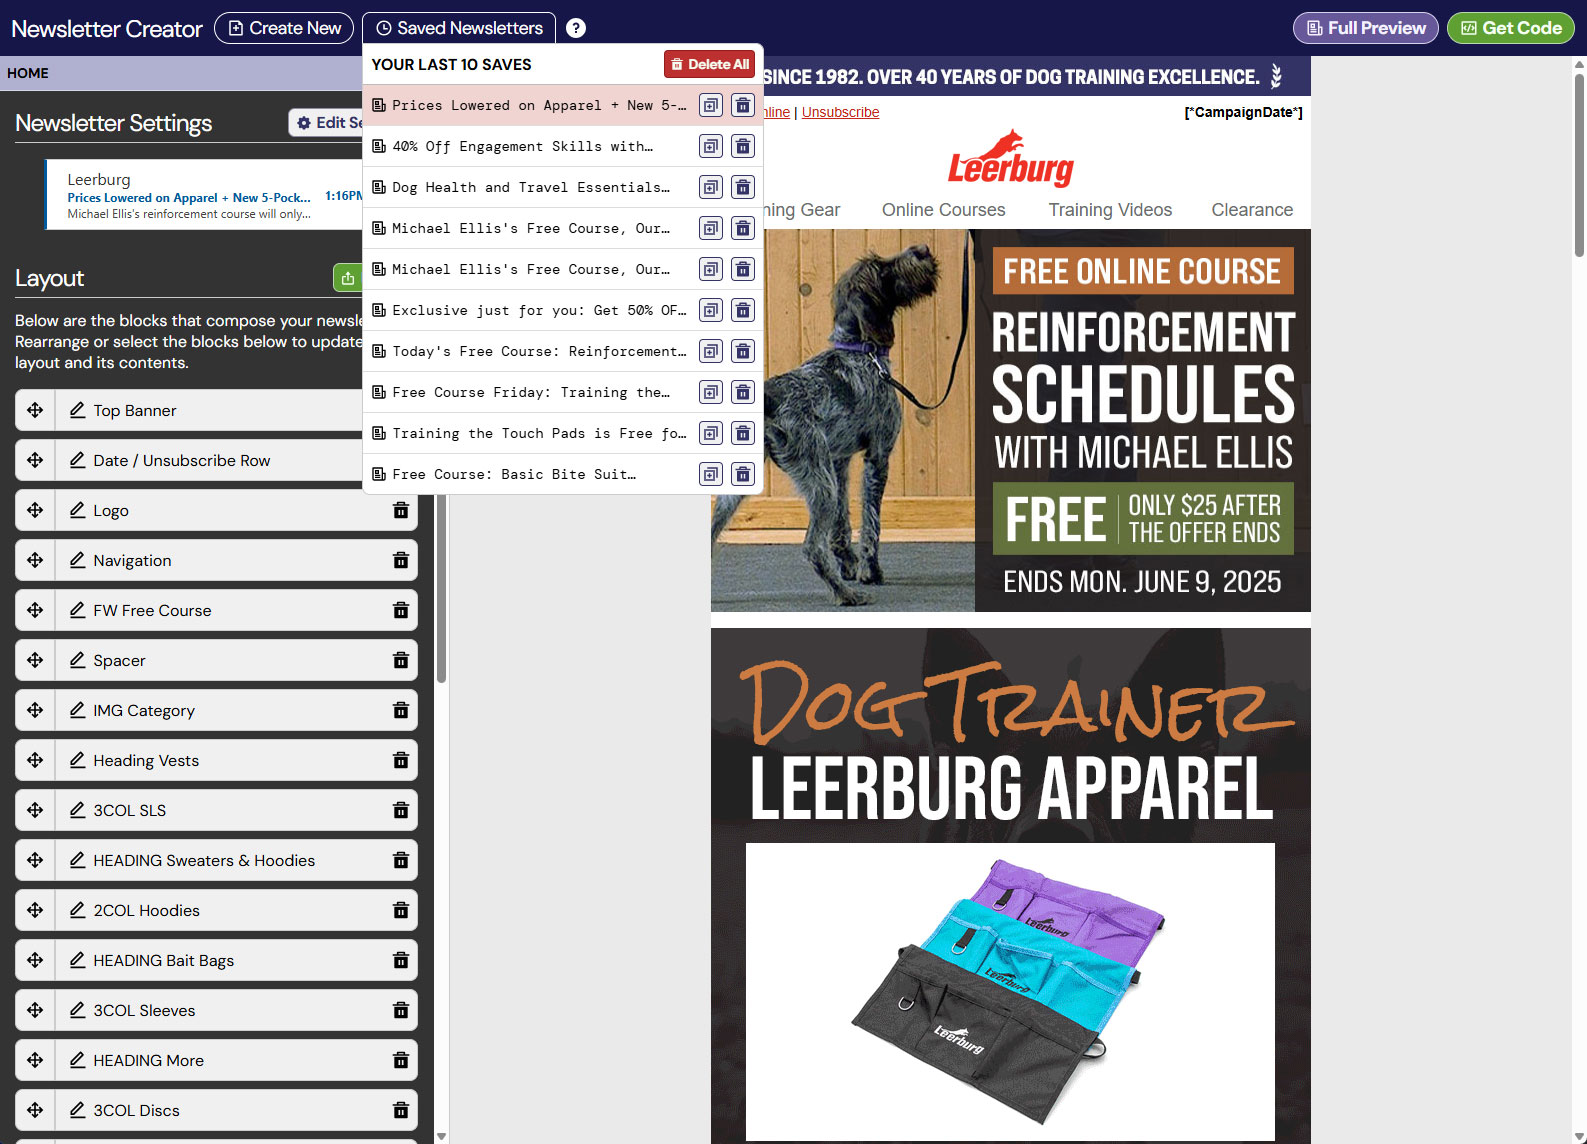 Newsletter Creator
Create New
Saved Newsletters
?
Full Preview
Get Code
HOME
YOUR LAST 10 SAVES
Delete All
Prices Lowered on Apparel + New 5-…
40% Off Engagement Skills with…
Dog Health and Travel Essentials…
Michael Ellis's Free Course, Our…
Michael Ellis's Free Course, Our…
Exclusive just for you: Get 50% OF…
Today's Free Course: Reinforcement…
Free Course Friday: Training the…
Training the Touch Pads is Free fo…
Free Course: Basic Bite Suit…
Newsletter Settings
Edit Se
Leerburg
Prices Lowered on Apparel + New 5-Pock...
1:16PM
Michael Ellis's reinforcement course will only...
Layout
Below are the blocks that compose your newsle
Rearrange or select the blocks below to update
layout and its contents.
Top Banner
Date / Unsubscribe Row
Logo
Navigation
FW Free Course
Spacer
IMG Category
Heading Vests
3COL SLS
HEADING Sweaters & Hoodies
2COL Hoodies
HEADING Bait Bags
3COL Sleeves
HEADING More
3COL Discs
SINCE 1982. OVER 40 YEARS OF DOG TRAINING EXCELLENCE.
nline | Unsubscribe
[*CampaignDate*]
Leerburg
ning Gear
Online Courses
Training Videos
Clearance
FREE ONLINE COURSE
REINFORCEMENT
SCHEDULES
WITH MICHAEL ELLIS
FREE
ONLY $25 AFTER
THE OFFER ENDS
ENDS MON. JUNE 9, 2025
DOG TRAINER
LEERBURG APPAREL
Leerburg
Leerburg
Leerburg